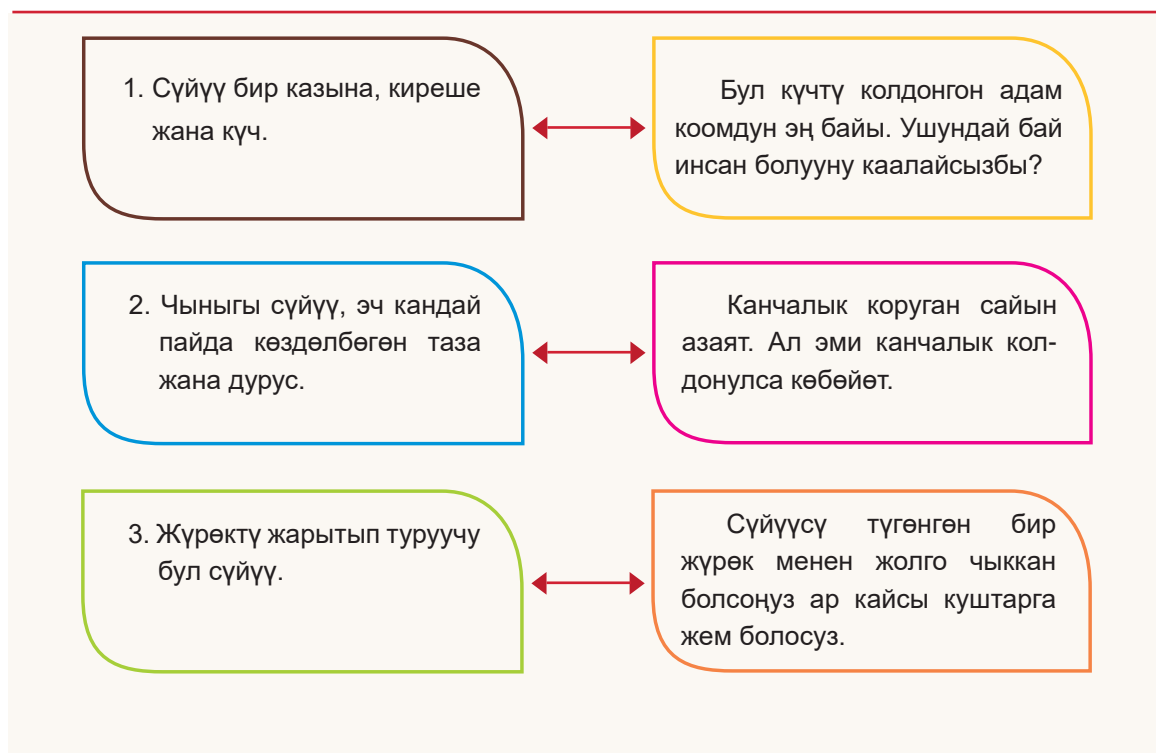 1. Сүйүү бир казына, киреше
жана күч.
Бул күчтү колдонгон адам
коомдун эң байы. Ушундай бай
инсан болууну каалайсызбы?
2. Чыныгы сүйүү, эч кандай
пайда көздөлбөгөн таза
жана дурус.
Канчалык коруган сайын
азаят. Ал эми канчалык кол-
донулса көбөйөт.
3. Жүрөктү жарытып туруучу
бул сүйүү.
Сүйүүсү түгөнгөн бир
жүрөк менен жолго чыккан
болсоңуз ар кайсы куштарга
жем болосуз.